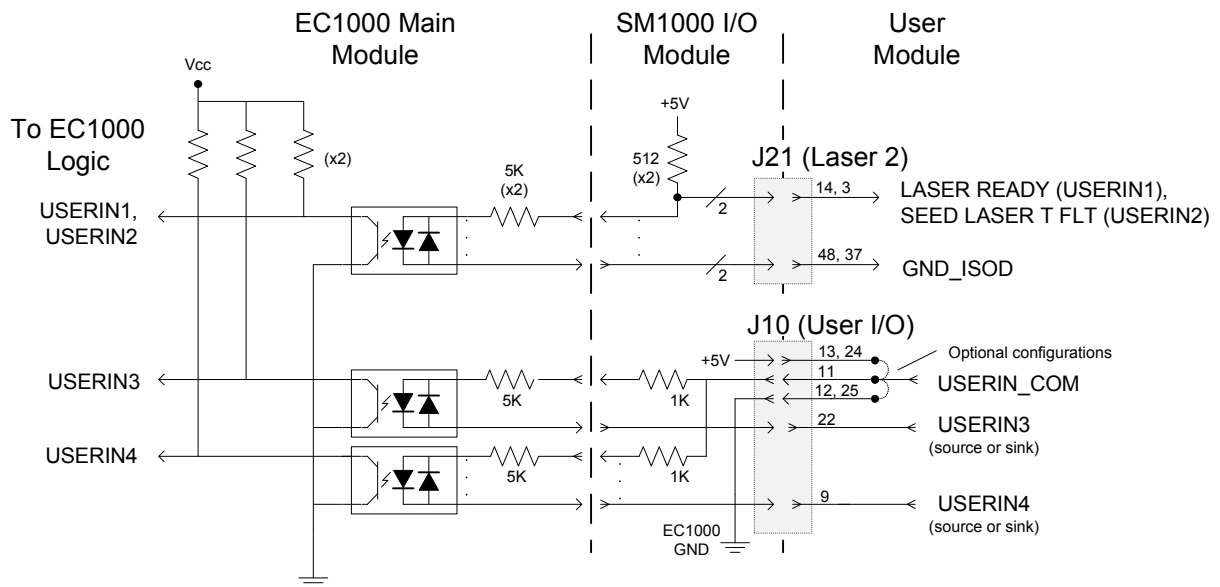 EC1000 Main
Module
SM1000 I/O
Module
User
Module
Vcc
To EC1000
Logic
(x2)
5K
(x2)
+5V
512
(x2)
J21 (Laser 2)
14, 3
2
LASER READY (USERIN1),
SEED LASER T FLT (USERIN2)
USERIN1,
USERIN2
48, 37
2
GND_ISOD
J10 (User I/O)
+5V
13, 24
Optional configurations
USERIN3
5K
1K
11
USERIN_COM
12, 25
22
USERIN3
(source or sink)
USERIN4
5K
1K
9
USERIN4
(source or sink)
EC1000
GND